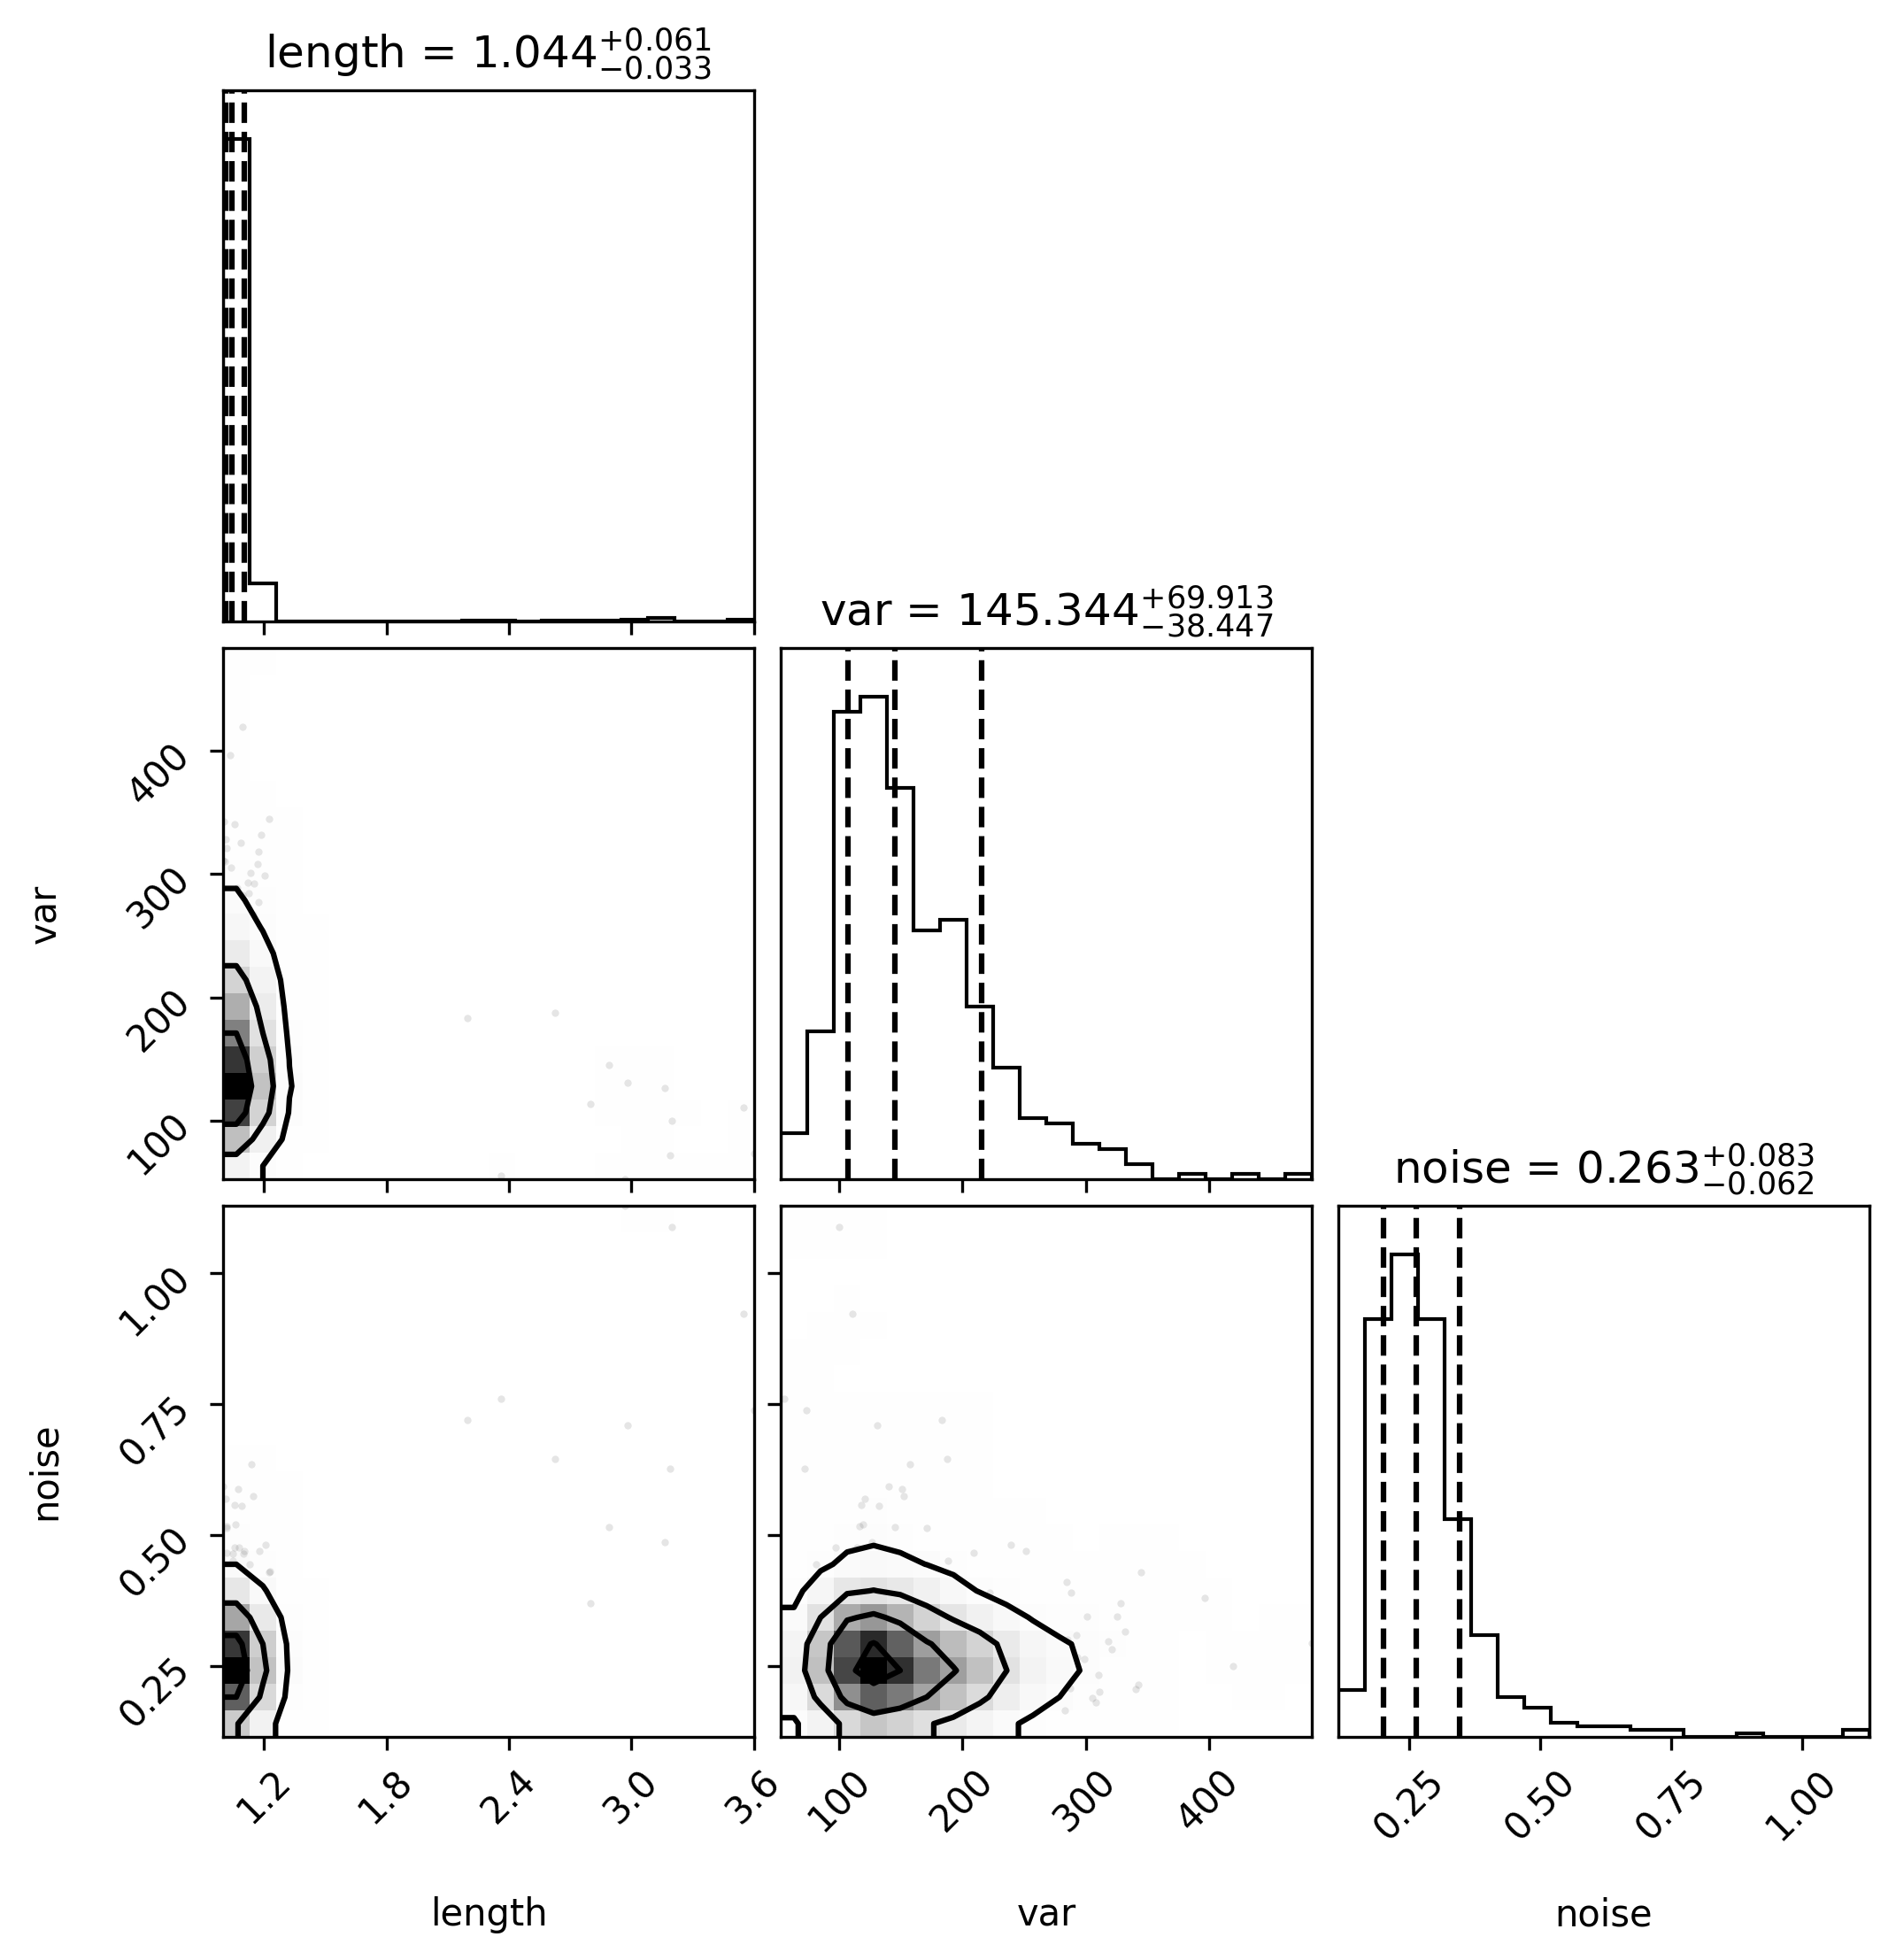 length = 1.044+0.061−0.033
var = 145.344+69.913−38.447
400
300
200
100
var
noise = 0.263+0.083−0.062
1.00
0.75
0.50
0.25
noise
1.2 1.8 2.4 3.0 3.6 100 200 300 400 0.25 0.50 0.75 1.00
length var noise